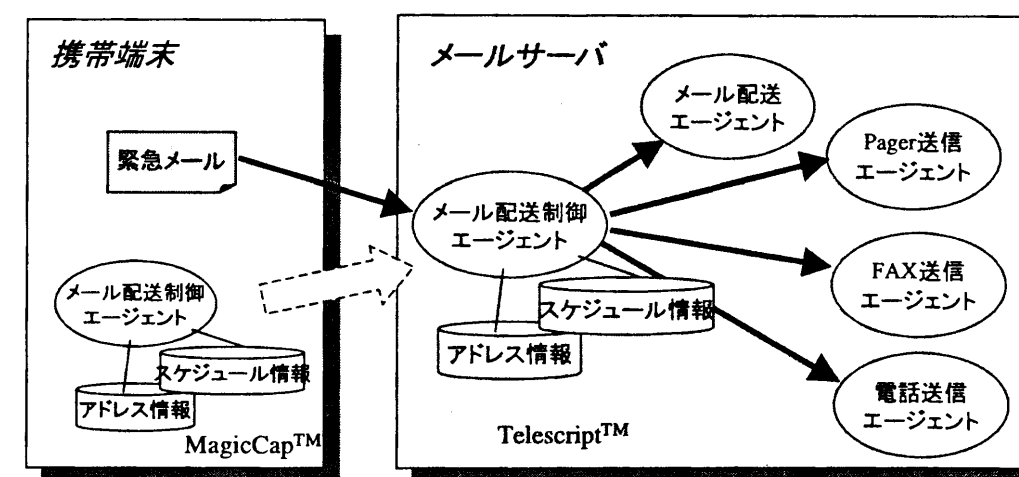 携帯端末
緊急メール
メール配送制御
エージェント
スケジュール情報
アドレス情報
MagicCap™
メールサーバ
メール配送
エージェント
Pager送信
エージェント
メール配送制御
エージェント
FAX送信
エージェント
スケジュール情報
アドレス情報
電話送信
エージェント
Telescript™